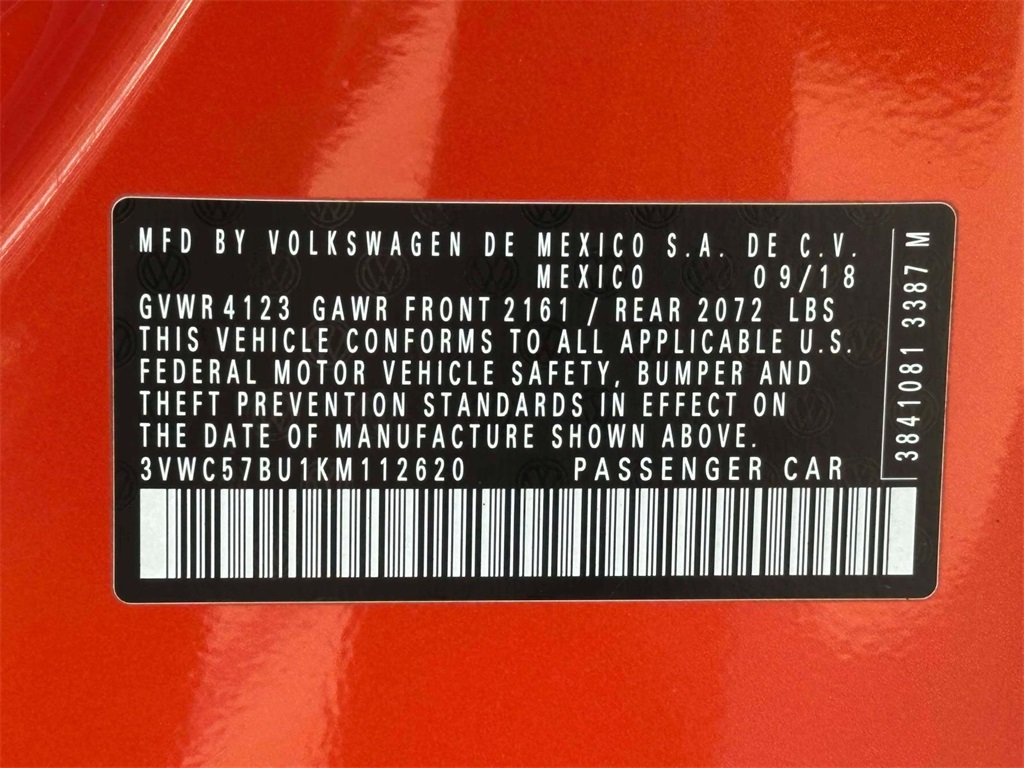 MFD BY VOLKSWAGEN DE MEXICO S.A. DE C.V.
MEXICO 09/18
GVWR 4123 GAWR FRONT 2161 / REAR 2072 LBS
THIS VEHICLE CONFORMS TO ALL APPLICABLE U.S.
FEDERAL MOTOR VEHICLE SAFETY, BUMPER AND
THEFT PREVENTION STANDARDS IN EFFECT ON
THE DATE OF MANUFACTURE SHOWN ABOVE.
3VWC57BU1KM112620 PASSENGER CAR
3841081 3387 M